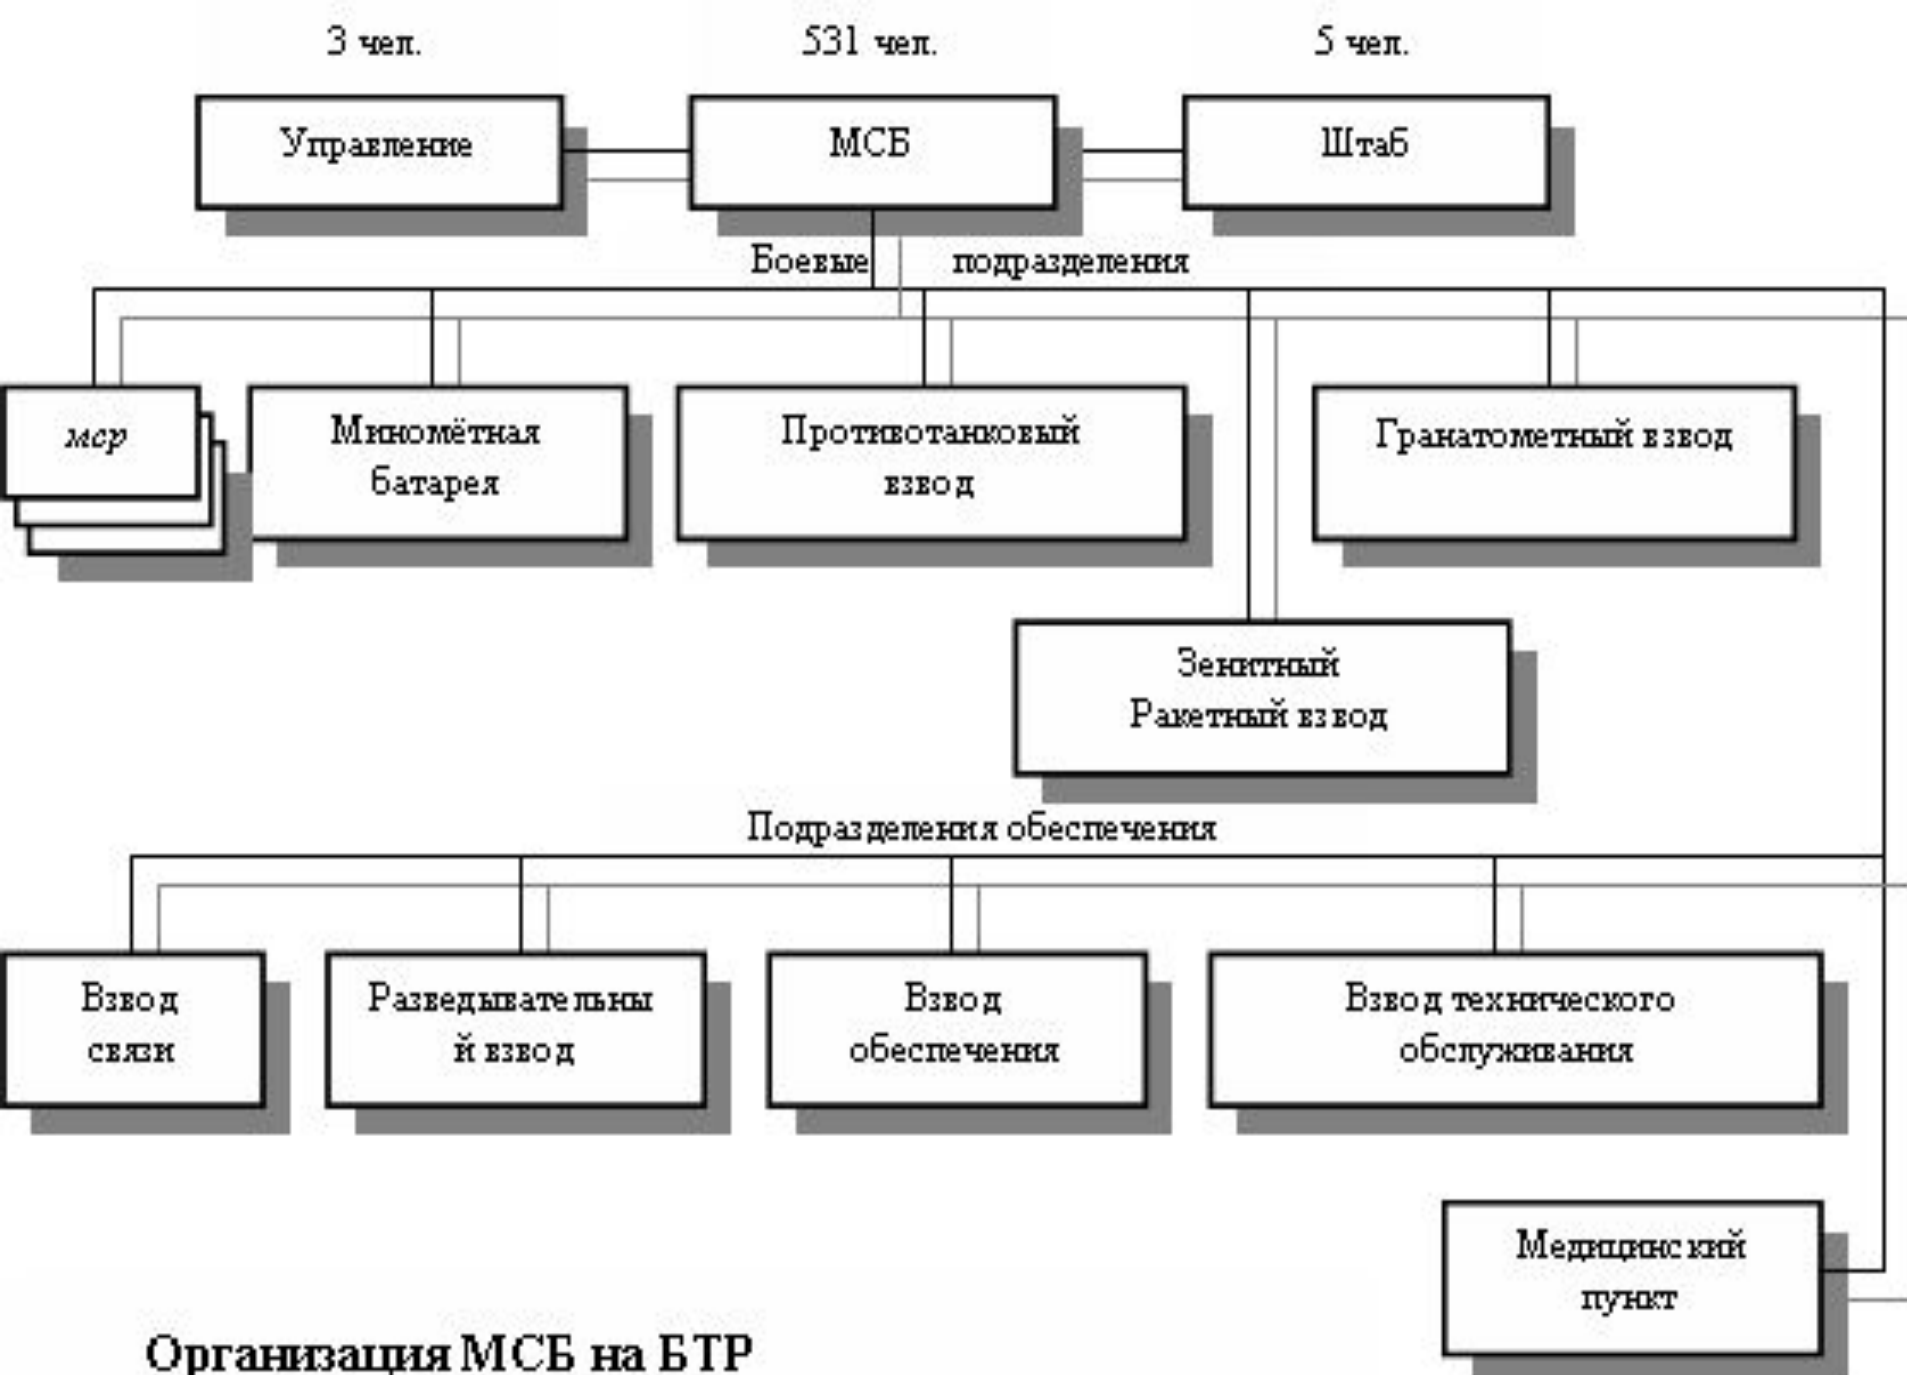 3 чел.
531 чел.
5 чел.
Управление
МСБ
Штаб
Боевые подразделения
мср
Миномётная
батарея
Противотанковый
взвод
Гранатометный взвод
Зенитный
Ракетный взвод
Подразделения обеспечения
Взвод
связи
Разведывательны
й взвод
Взвод
обеспечения
Взвод технического
обслуживания
Медицинский
пункт
Организация МСБ на БТР